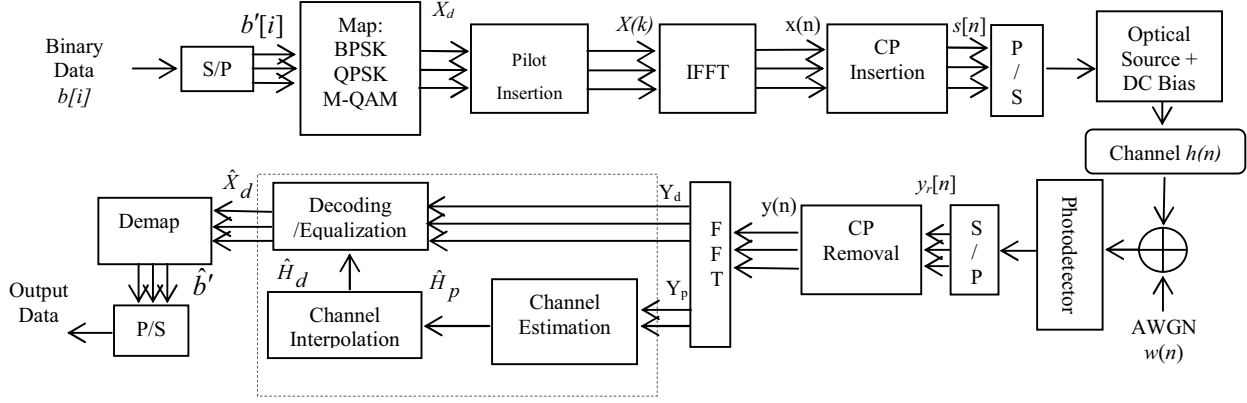 Binary
Data
b[i]
S/P
b'[i]
Map:
BPSK
QPSK
M-QAM
X_d
Pilot
Insertion
X(k)
IFFT
x(n)
CP
Insertion
s[n]
P
/
S
Optical
Source +
DC Bias
Channel h(n)
AWGN
w(n)
Photodetector
y_r[n]
S
/
P
CP
Removal
y(n)
F
F
T
Y_d
Y_p
Decoding
/Equalization
Channel
Estimation
Ĥ_p
Channel
Interpolation
Ĥ_d
X̂_d
Demap
b̂'
P/S
Output
Data